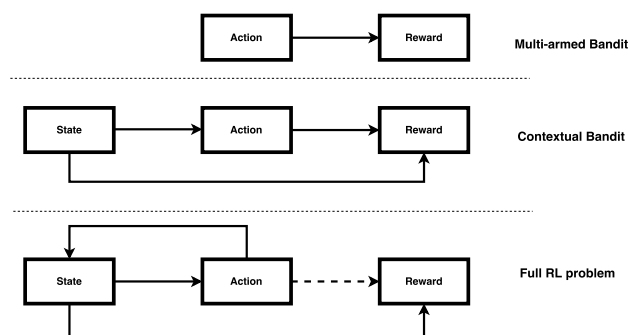 Action
Reward
Multi-armed Bandit
State
Action
Reward
Contextual Bandit
State
Action
Reward
Full RL problem